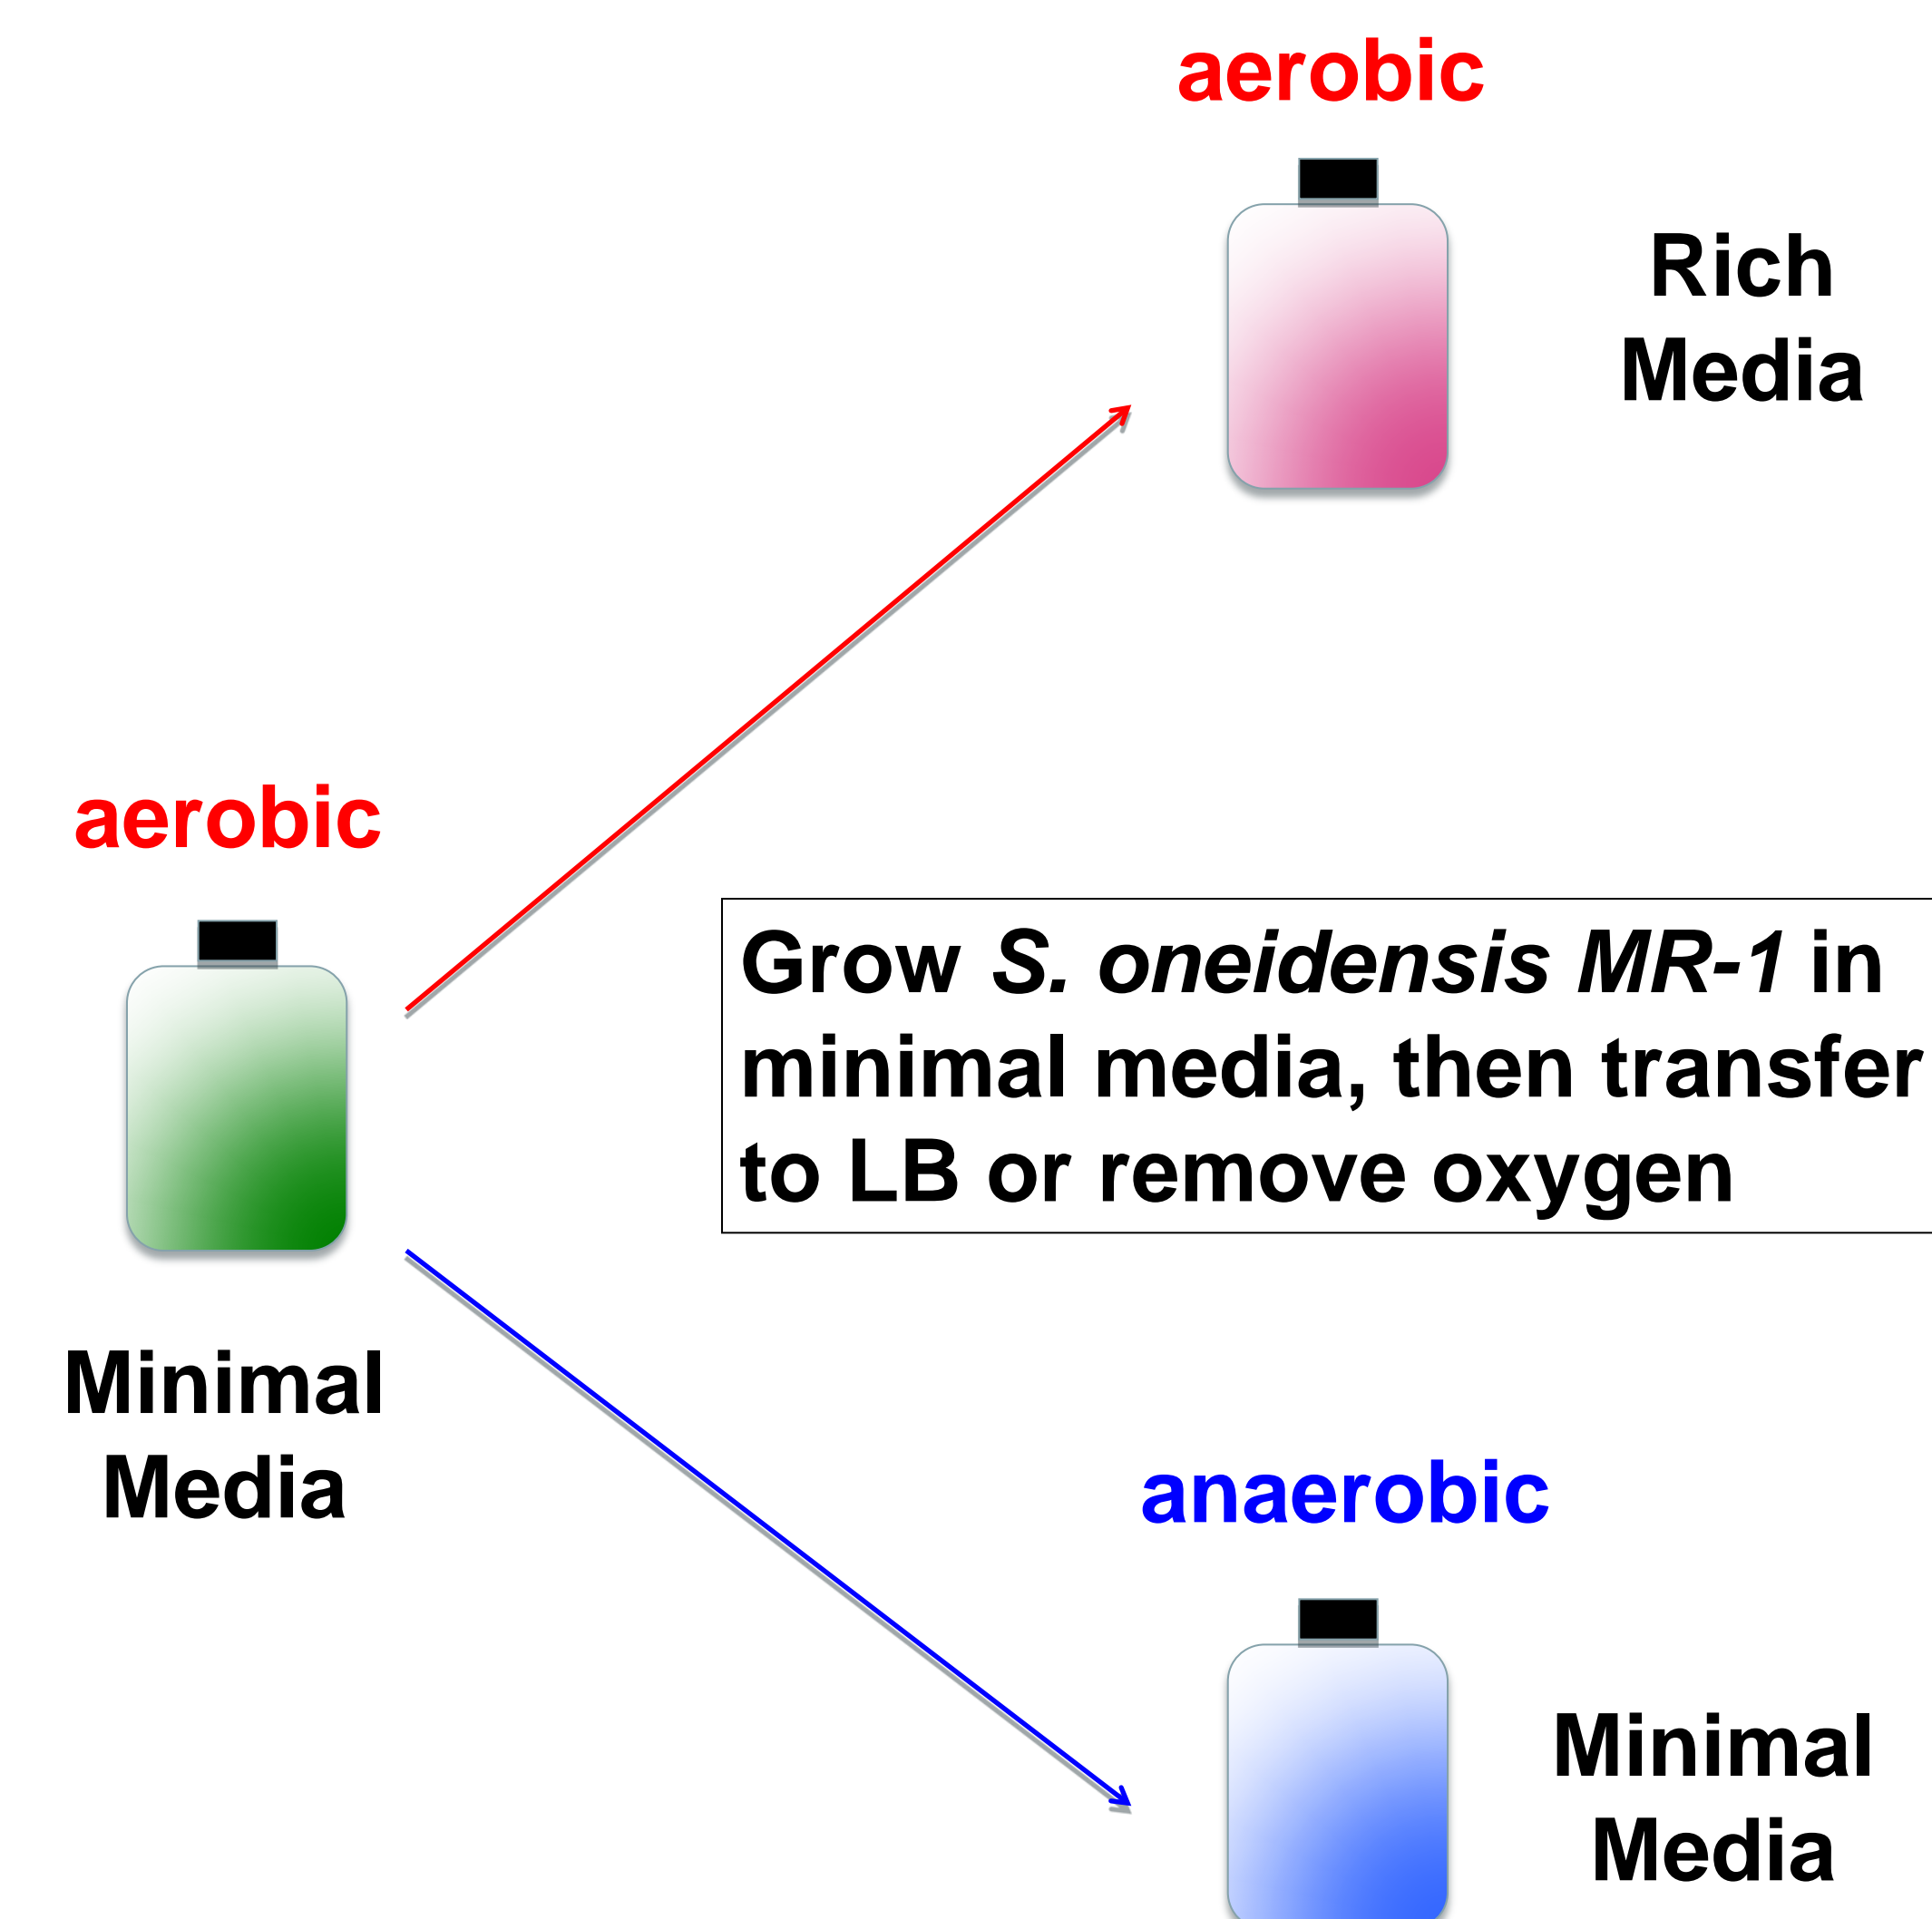 aerobic
Rich
Media
aerobic
Grow S. oneidensis MR-1 in
minimal media, then transfer
to LB or remove oxygen
Minimal
Media
anaerobic
Minimal
Media